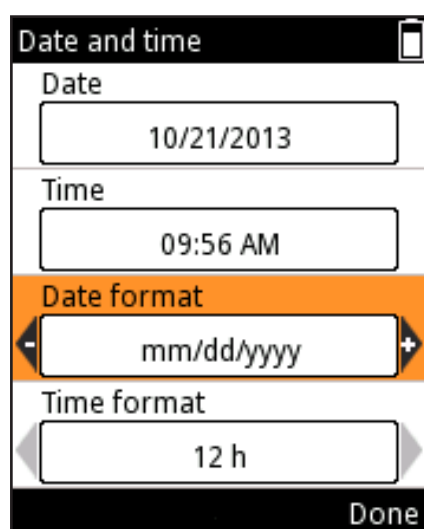 Date and time
Date
10/21/2013
Time
09:56 AM
Date format
- mm/dd/yyyy +
Time format
12 h
Done